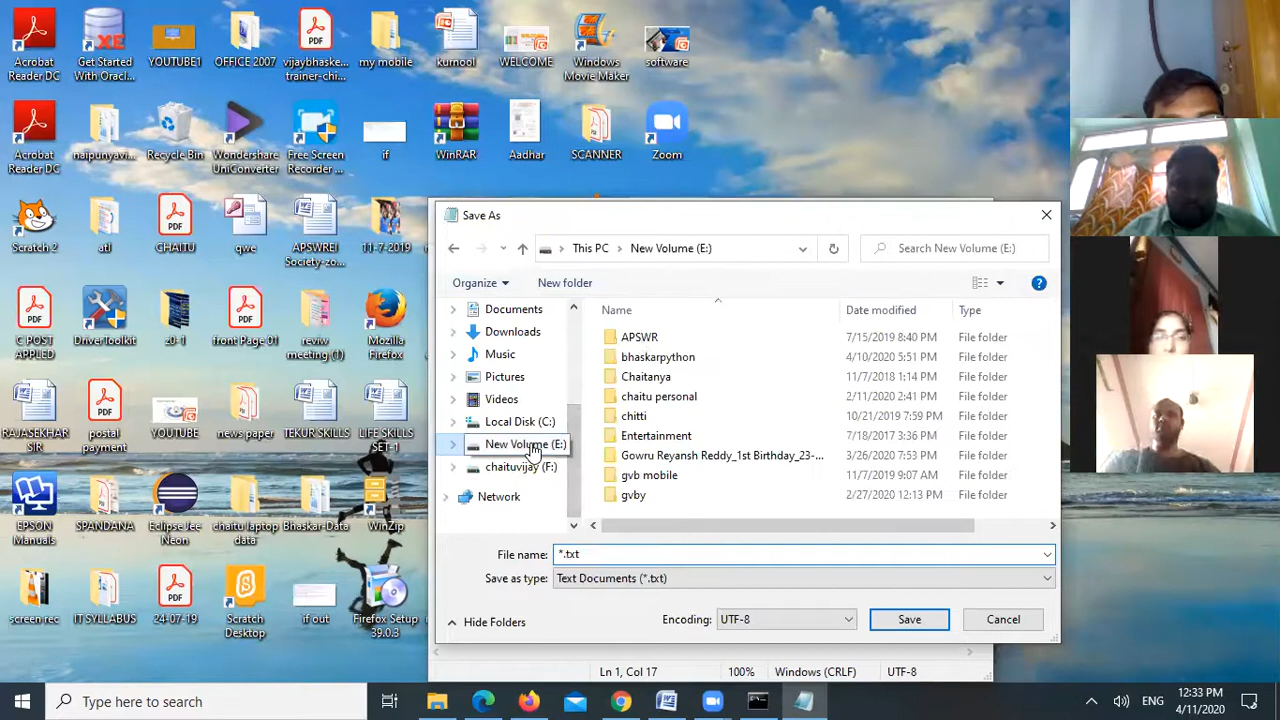 Acrobat
Reader DC
Get Started
With Oracl...
YOUTUBE1
OFFICE 2007
vijaybhaske...
trainer-chi...
my mobile
kurnool
WELCOME
Windows
Movie Maker
software
Acrobat
Reader DC
naipunyavi...
Recycle Bin
Wondershare
UniConverter
Free Screen
Recorder ...
if
WinRAR
Aadhar
SCANNER
Zoom
Scratch 2
atl
CHAITU
qwe
APSWREI
Society-zo...
11-7-2019
C POST
APPLED
DriverToolkit
z0-1
front Page 01
reviw
meeting (1)
Mozilla
Firefox
RAJASEKHAR
SIR
postal
payment
YOUTUBE
news paper
TEKUR SKILLS
LIFE SKILLS
SET-1
EPSON
Manuals
SPANDANA
Eclipse Jee
Neon
chaitu laptop
data
Bhaskar-Data
WinZip
screen rec
IT SYLLABUS
24-07-19
Scratch
Desktop
if out
Firefox Setup
39.0.3
Save As
This PC
New Volume (E:)
Search New Volume (E:)
Organize
New folder
Documents
Downloads
Music
Pictures
Videos
Local Disk (C:)
New Volume (E:)
chaituvijay (F:)
Network
Name
Date modified
Type
APSWR
7/15/2019 8:40 PM
File folder
bhaskarpython
4/10/2020 5:51 PM
File folder
Chaitanya
11/7/2018 1:14 PM
File folder
chaitu personal
2/11/2020 2:41 PM
File folder
chitti
10/21/2019 7:59 PM
File folder
Entertainment
7/18/2017 3:36 PM
File folder
Gowru Reyansh Reddy_1st Birthday_23-...
3/26/2020 7:53 PM
File folder
gvb mobile
11/7/2019 9:07 AM
File folder
gvby
2/27/2020 12:13 PM
File folder
File name:
*.txt
Save as type:
Text Documents (*.txt)
Hide Folders
Encoding:
UTF-8
Save
Cancel
Ln 1, Col 17
100%
Windows (CRLF)
UTF-8
Type here to search
ENG
12:33 PM
4/11/2020